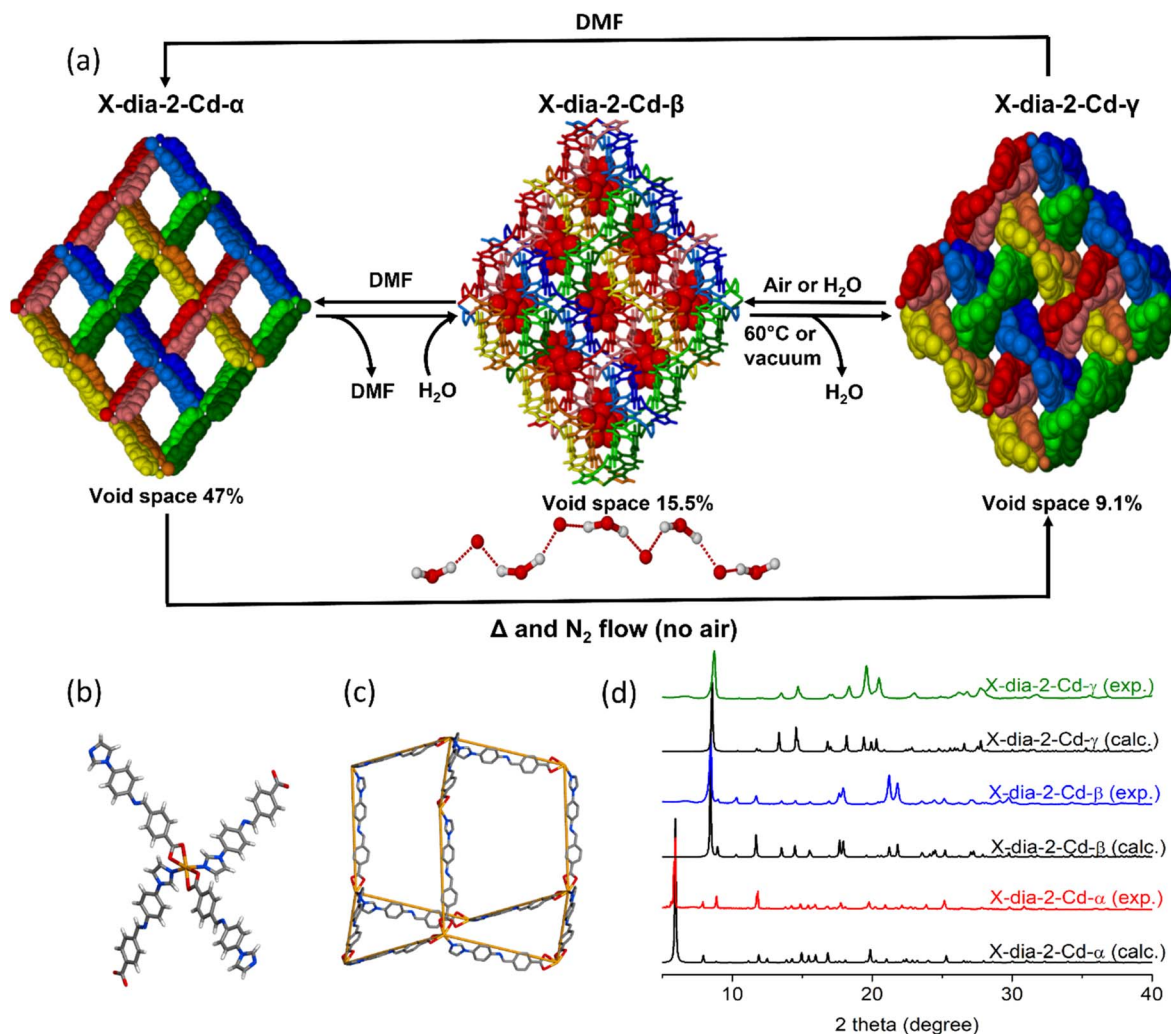 DMF
(a)
X-dia-2-Cd-α
X-dia-2-Cd-β
X-dia-2-Cd-γ
DMF
DMF
H₂O
Air or H₂O
60°C or
vacuum
H₂O
Void space 47%
Void space 15.5%
Void space 9.1%
Δ and N₂ flow (no air)
(b)
(c)
(d)
X-dia-2-Cd-γ (exp.)
X-dia-2-Cd-γ (calc.)
X-dia-2-Cd-β (exp.)
X-dia-2-Cd-β (calc.)
X-dia-2-Cd-α (exp.)
X-dia-2-Cd-α (calc.)
10 20 30 40
2 theta (degree)